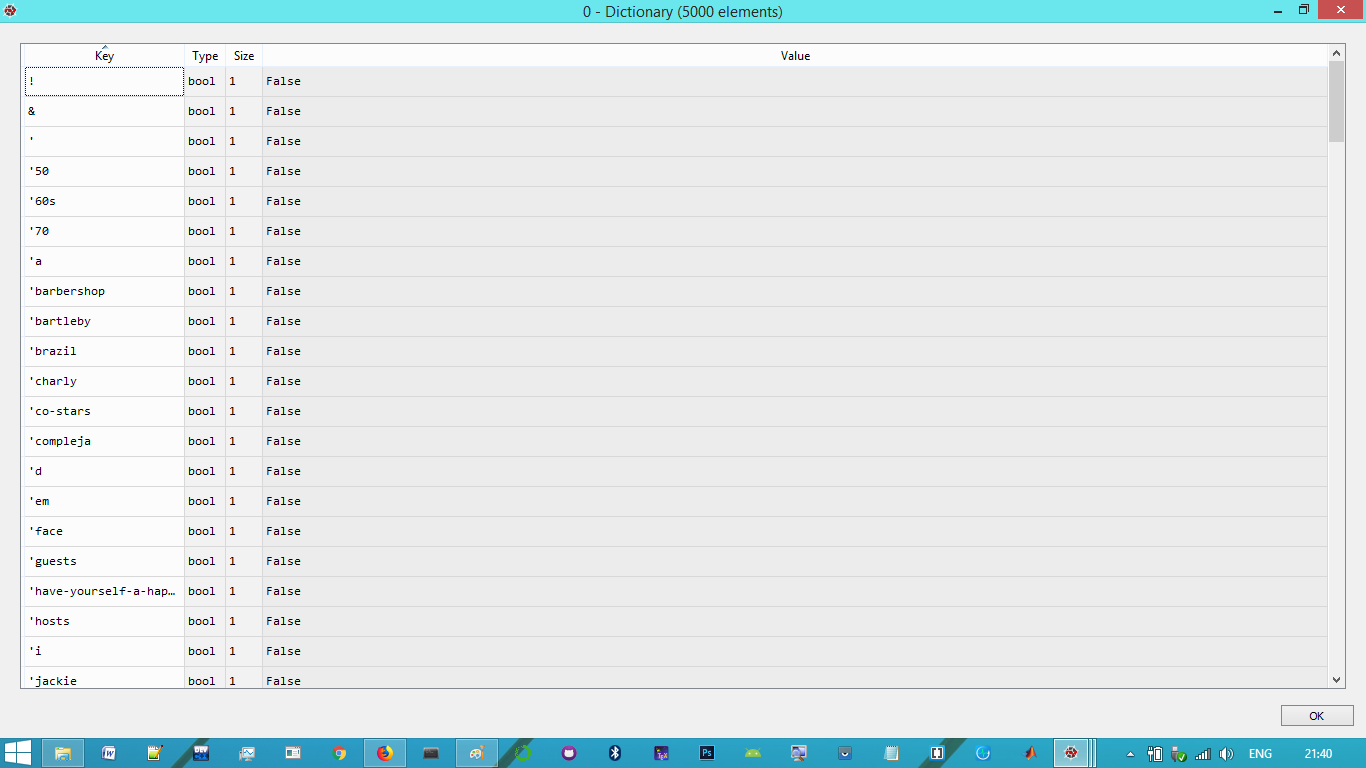 0 - Dictionary (5000 elements)
Key Type Size Value
! bool 1 False
& bool 1 False
' bool 1 False
'50 bool 1 False
'60s bool 1 False
'70 bool 1 False
'a bool 1 False
'barbershop bool 1 False
'bartleby bool 1 False
'brazil bool 1 False
'charly bool 1 False
'co-stars bool 1 False
'compleja bool 1 False
'd bool 1 False
'em bool 1 False
'face bool 1 False
'guests bool 1 False
'have-yourself-a-hap… bool 1 False
'hosts bool 1 False
'i bool 1 False
'jackie bool 1 False
OK
ENG 21:40